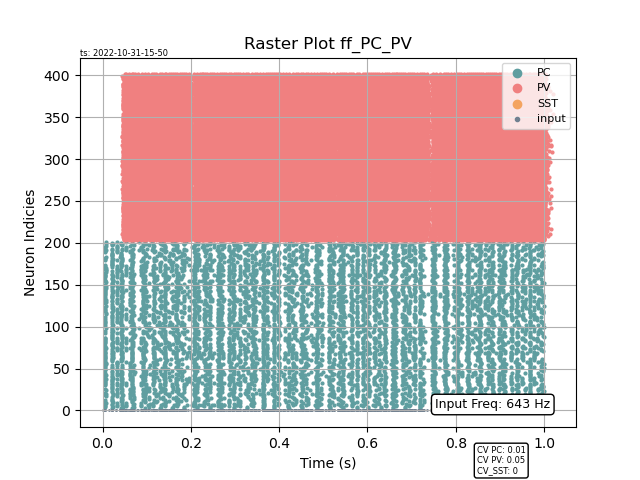 Raster Plot ff_PC_PV
ts: 2022-10-31-15-50
PC
PV
SST
input
400
350
300
250
200
150
100
50
0
Neuron Indicies
Input Freq: 643 Hz
0.0 0.2 0.4 0.6 0.8 1.0
Time (s)
CV PC: 0.01
CV PV: 0.05
CV_SST: 0